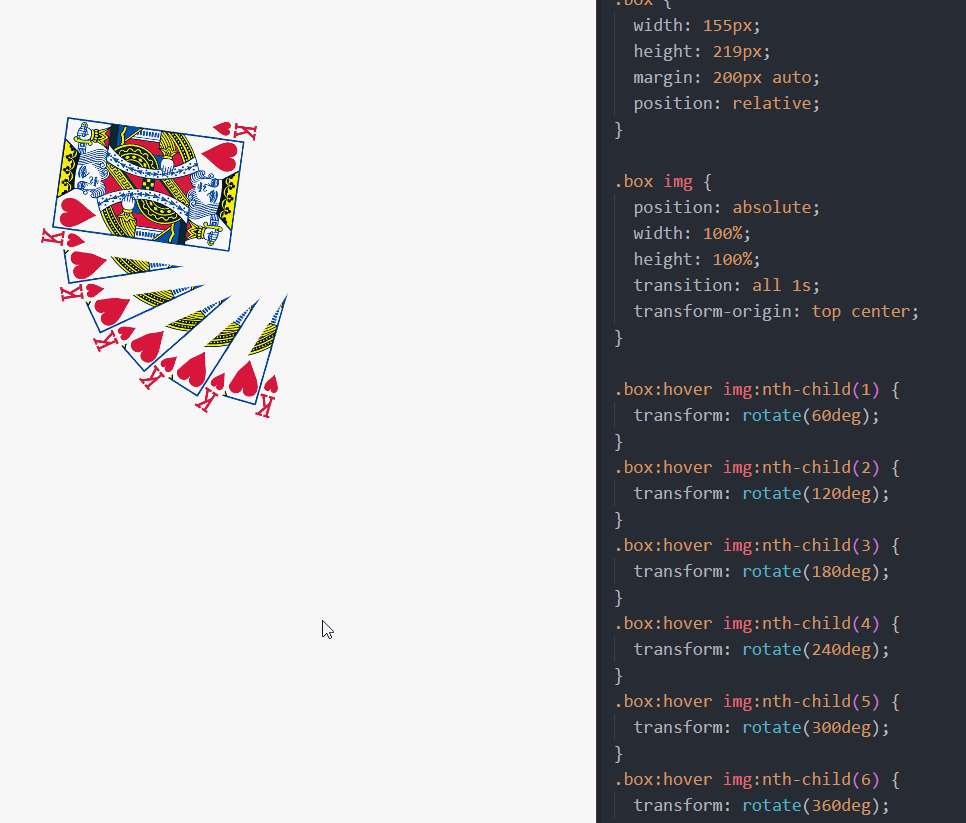 K
K
K
K
K
K
K
.box {
width: 155px;
height: 219px;
margin: 200px auto;
position: relative;
}
.box img {
position: absolute;
width: 100%;
height: 100%;
transition: all 1s;
transform-origin: top center;
}
.box:hover img:nth-child(1) {
transform: rotate(60deg);
}
.box:hover img:nth-child(2) {
transform: rotate(120deg);
}
.box:hover img:nth-child(3) {
transform: rotate(180deg);
}
.box:hover img:nth-child(4) {
transform: rotate(240deg);
}
.box:hover img:nth-child(5) {
transform: rotate(300deg);
}
.box:hover img:nth-child(6) {
transform: rotate(360deg);